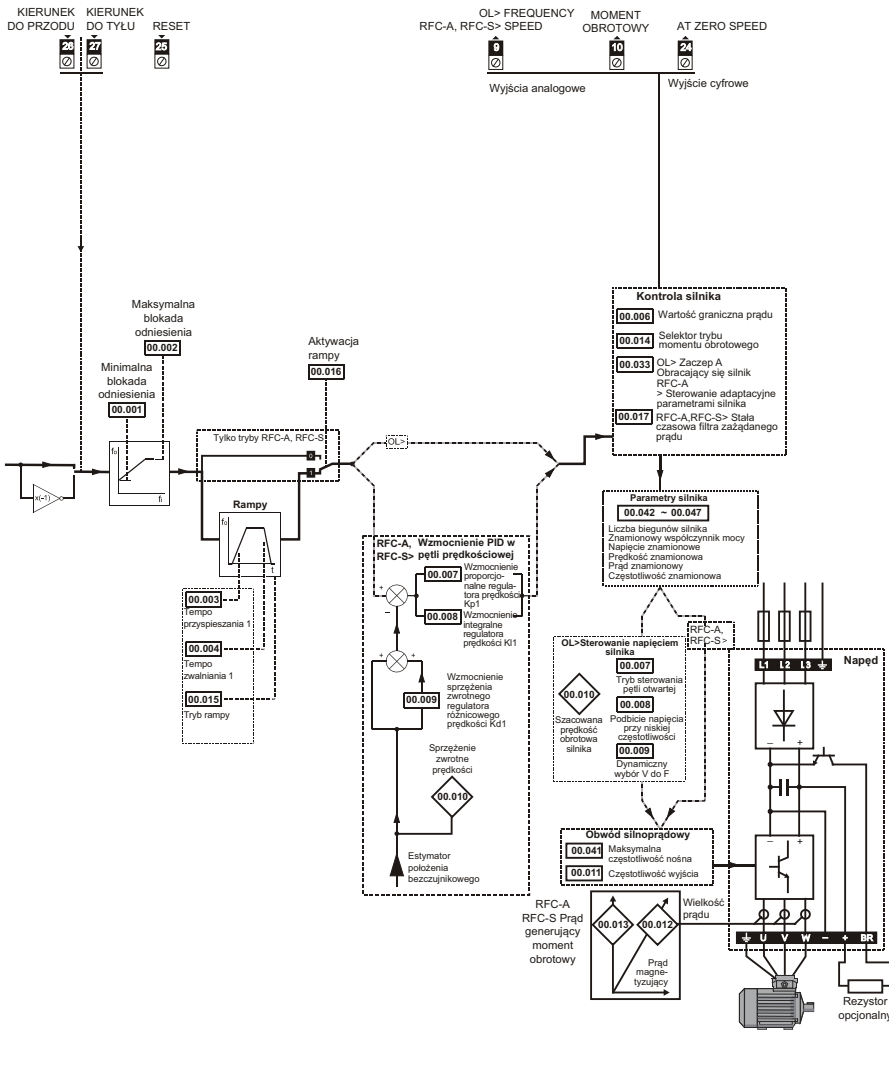 KIERUNEK
DO PRZODU
KIERUNEK
DO TYŁU
RESET
26
27
25
OL> FREQUENCY
RFC-A, RFC-S> SPEED
MOMENT
OBROTOWY
AT ZERO SPEED
9
10
24
Wyjścia analogowe
Wyjście cyfrowe
Maksymalna
blokada
odniesienia
00.002
Minimalna
blokada
odniesienia
00.001
Aktywacja
rampy
00.016
Tylko tryby RFC-A, RFC-S
0
1
x(-1)
Rampy
t
00.003
Tempo
przyspieszania 1
00.004
Tempo
zwalniania 1
00.015
Tryb rampy
OL>
RFC-A,
RFC-S>
Wzmocnienie PID w
pętli prędkościowej
00.007
Wzmocnienie
proporcjo-
nalne regula-
tora prędkości
Kp1
00.008
Wzmocnienie
integralne
regulatora
prędkości KI1
+
−
+
+
00.009
Wzmocnienie
sprzężenia
zwrotnego
regulatora
różnicowego
prędkości Kd1
Sprzężenie
zwrotne
prędkości
00.010
Estymator
położenia
bezczujnikowego
Kontrola silnika
00.006
Wartość graniczna prądu
00.014
Selektor trybu
momentu obrotowego
00.033
OL> Zaczep A
Obracający się silnik
RFC-A
> Sterowanie adaptacyjne
parametrami silnika
00.017
RFC-A,RFC-S> Stała
czasowa filtra zażądanego
prądu
Parametry silnika
00.042 ~ 00.047
Liczba biegunów silnika
Znamionowy współczynnik mocy
Napięcie znamionowe
Prędkość znamionowa
Prąd znamionowy
Częstotliwość znamionowa
RFC-A,
RFC-S>
OL>Sterowanie napięciem
silnika
00.007
Tryb sterowania
pętli otwartej
00.010
Szacowana
prędkość
obrotowa
silnika
00.008
Podbicie napięcia
przy niskiej
częstotliwości
00.009
Dynamiczny
wybór V do F
Obwód silnoprądowy
00.041
Maksymalna
częstotliwość nośna
00.011
Częstotliwość wyjścia
RFC-A
RFC-S Prąd
generujący
moment
obrotowy
00.013
00.012
Prąd
magne-
tyzujący
Wielkość
prądu
L1 L2 L3
Napęd
− +
− +
U V W − + BR
Rezystor
opcjonalny